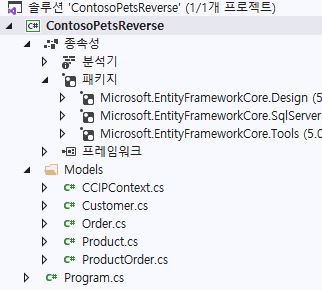 솔루션 'ContosoPetsReverse' (1/1개 프로젝트)
C# ContosoPetsReverse
종속성
분석기
패키지
Microsoft.EntityFrameworkCore.Design (5
Microsoft.EntityFrameworkCore.SqlServer
Microsoft.EntityFrameworkCore.Tools (5.0
프레임워크
Models
C# CCIPContext.cs
C# Customer.cs
C# Order.cs
C# Product.cs
C# ProductOrder.cs
C# Program.cs